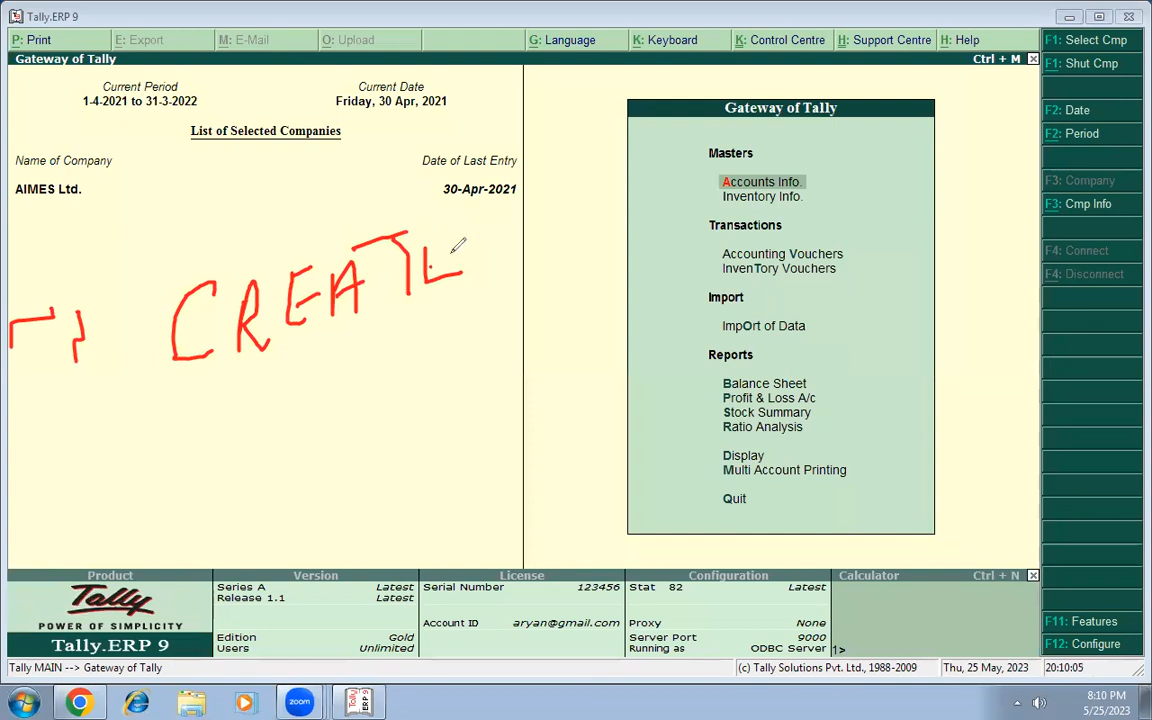 Tally.ERP 9
P: Print E: Export M: E-Mail O: Upload G: Language K: Keyboard K: Control Centre H: Support Centre H: Help
Gateway of Tally Ctrl + M
Current Period Current Date
1-4-2021 to 31-3-2022 Friday, 30 Apr, 2021
List of Selected Companies
Name of Company Date of Last Entry
AIMES Ltd. 30-Apr-2021
CREATE
Gateway of Tally
Masters
Accounts Info.
Inventory Info.
Transactions
Accounting Vouchers
InvenTory Vouchers
Import
ImpOrt of Data
Reports
Balance Sheet
Profit & Loss A/c
Stock Summary
Ratio Analysis
Display
Multi Account Printing
Quit
F1: Select Cmp
F1: Shut Cmp
F2: Date
F2: Period
F3: Company
F3: Cmp Info
F4: Connect
F4: Disconnect
F11: Features
F12: Configure
Product Version License Configuration Calculator Ctrl + N
Tally
POWER OF SIMPLICITY
Tally.ERP 9
Series A Latest
Release 1.1 Latest
Edition Gold
Users Unlimited
Serial Number 123456
Account ID aryan@gmail.com
Stat 82 Latest
Proxy None
Server Port 9000
Running as ODBC Server
1>
Tally MAIN --> Gateway of Tally (c) Tally Solutions Pvt. Ltd., 1988-2009 Thu, 25 May, 2023 20:10:05
zoom
Tally ERP 9
8:10 PM
5/25/2023